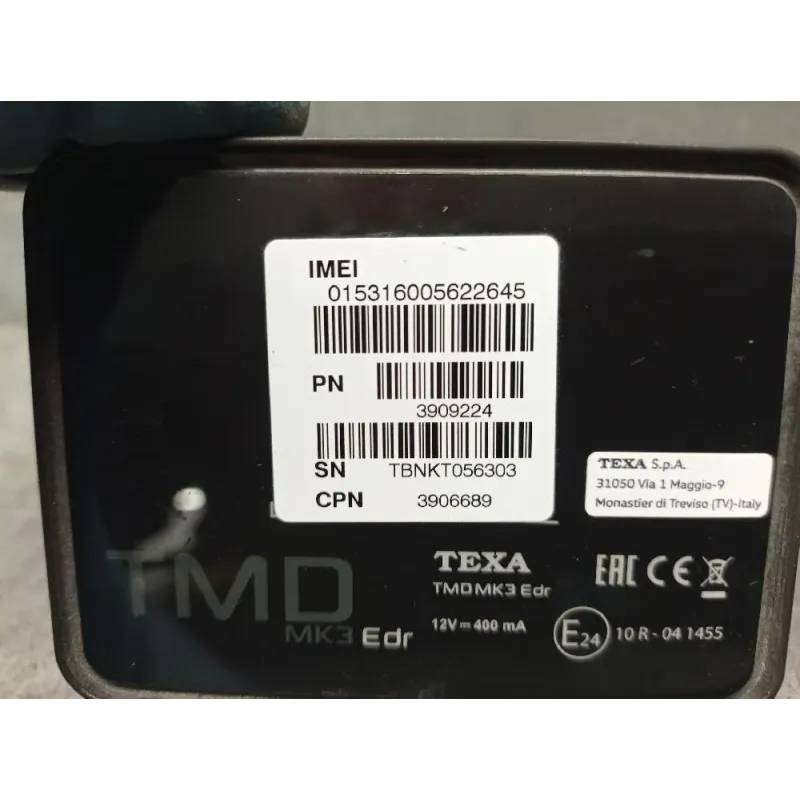 IMEI
015316005622645
PN
3909224
SN TBNKT056303
CPN 3906689
TEXA S.p.A.
31050 Via 1 Maggio-9
Monastier di Treviso (TV)-Italy
TMD
MK3 Edr
TEXA
TMD MK3 Edr
12V⎓400 mA
EAC CE
E24 10 R - 04 1455